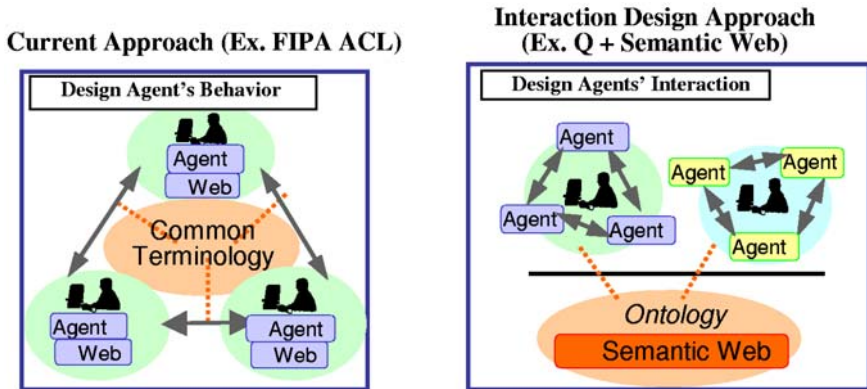 Current Approach (Ex. FIPA ACL)
Design Agent's Behavior
Agent
Web
Common
Terminology
Agent
Web
Agent
Web
Interaction Design Approach
(Ex. Q + Semantic Web)
Design Agents' Interaction
Agent
Agent
Agent
Agent
Agent
Agent
Ontology
Semantic Web